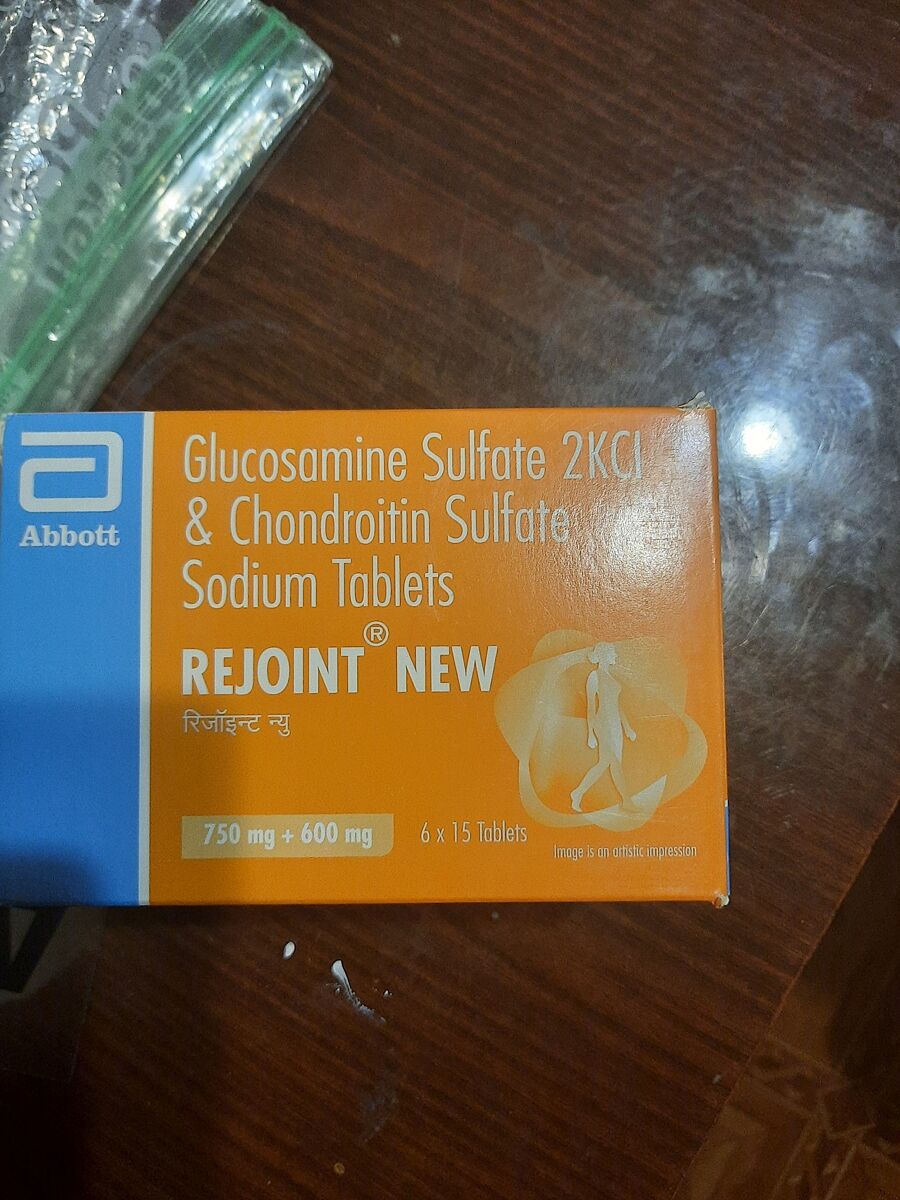 Abbott
Glucosamine Sulfate 2KCl
& Chondroitin Sulfate
Sodium Tablets
REJOINT® NEW
रिजॉइन्ट न्यु
750 mg + 600 mg
6 x 15 Tablets
Image is an artistic impression